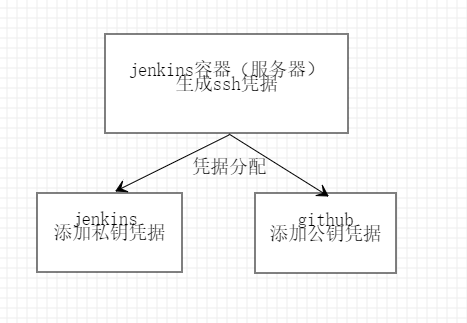 jenkins容器（服务器）
生成ssh凭据
凭据分配
jenkins
添加私钥凭据
github
添加公钥凭据